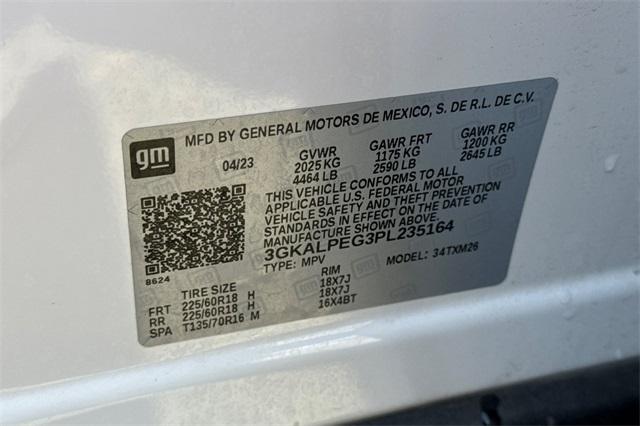 gm
MFD BY GENERAL MOTORS DE MEXICO, S. DE R.L. DE C.V.
04/23 GVWR GAWR FRT GAWR RR
2025 KG 1175 KG 1200 KG
4464 LB 2590 LB 2645 LB
THIS VEHICLE CONFORMS TO ALL
APPLICABLE U.S. FEDERAL MOTOR
VEHICLE SAFETY AND THEFT PREVENTION
STANDARDS IN EFFECT ON THE DATE OF
MANUFACTURE SHOWN ABOVE.
3GKALPEG3PL235164
8624 TYPE: MPV MODEL: 34TXM26
TIRE SIZE RIM
FRT 225/60R18 H 18X7J
RR 225/60R18 H 18X7J
SPA T135/70R16 M 16X4BT